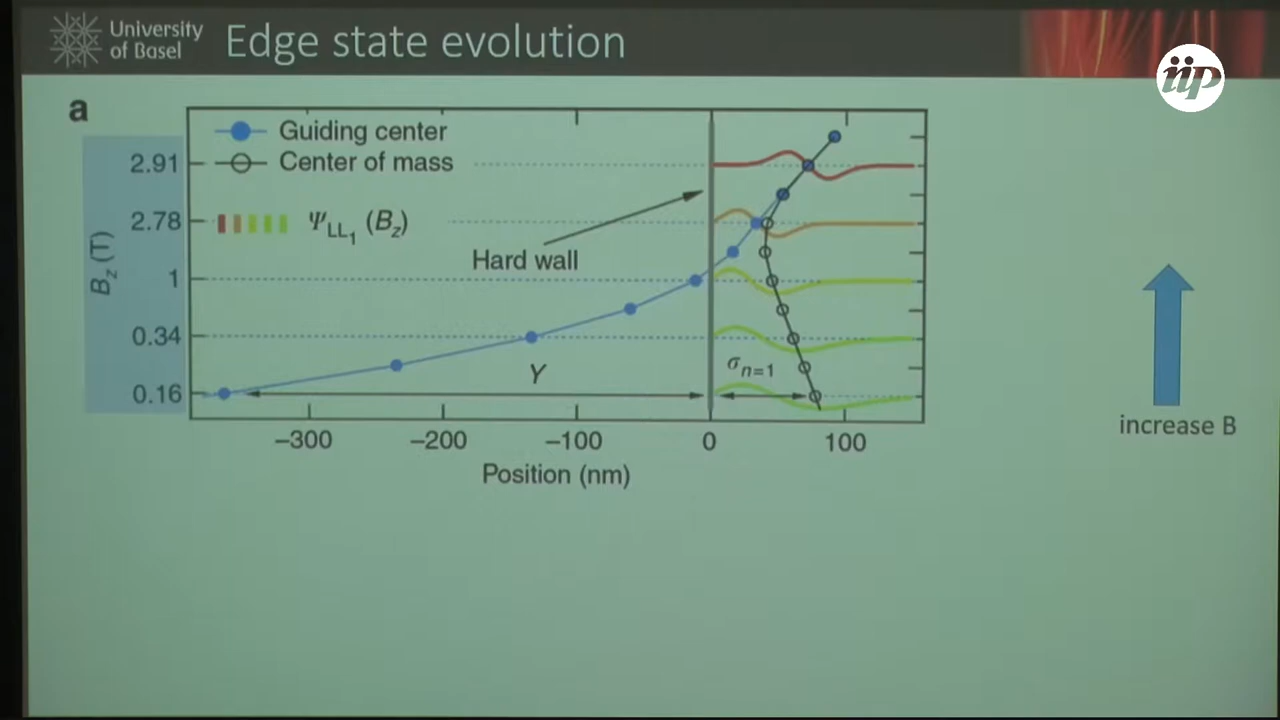 University
of Basel
Edge state evolution
iip
a
Guiding center
Center of mass
Ψ_LL₁ (B_z)
Hard wall
B_z (T)
2.91
2.78
1
0.34
0.16
Y
σ_n=1
–300
–200
–100
0
100
Position (nm)
increase B